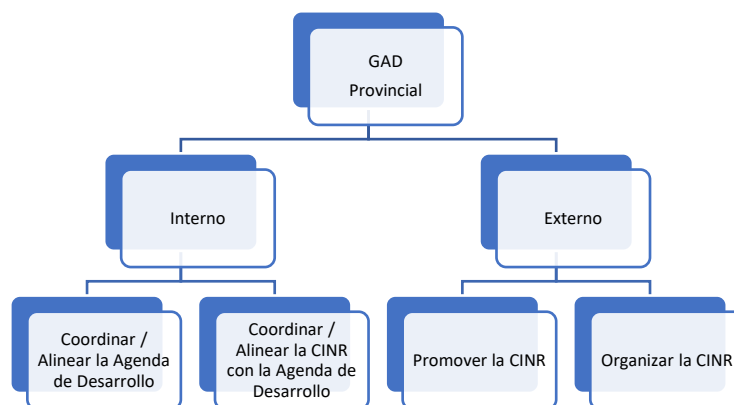 GAD
Provincial
Interno
Externo
Coordinar /
Alinear la Agenda
de Desarrollo
Coordinar /
Alinear la CINR
con la Agenda de
Desarrollo
Promover la CINR
Organizar la CINR